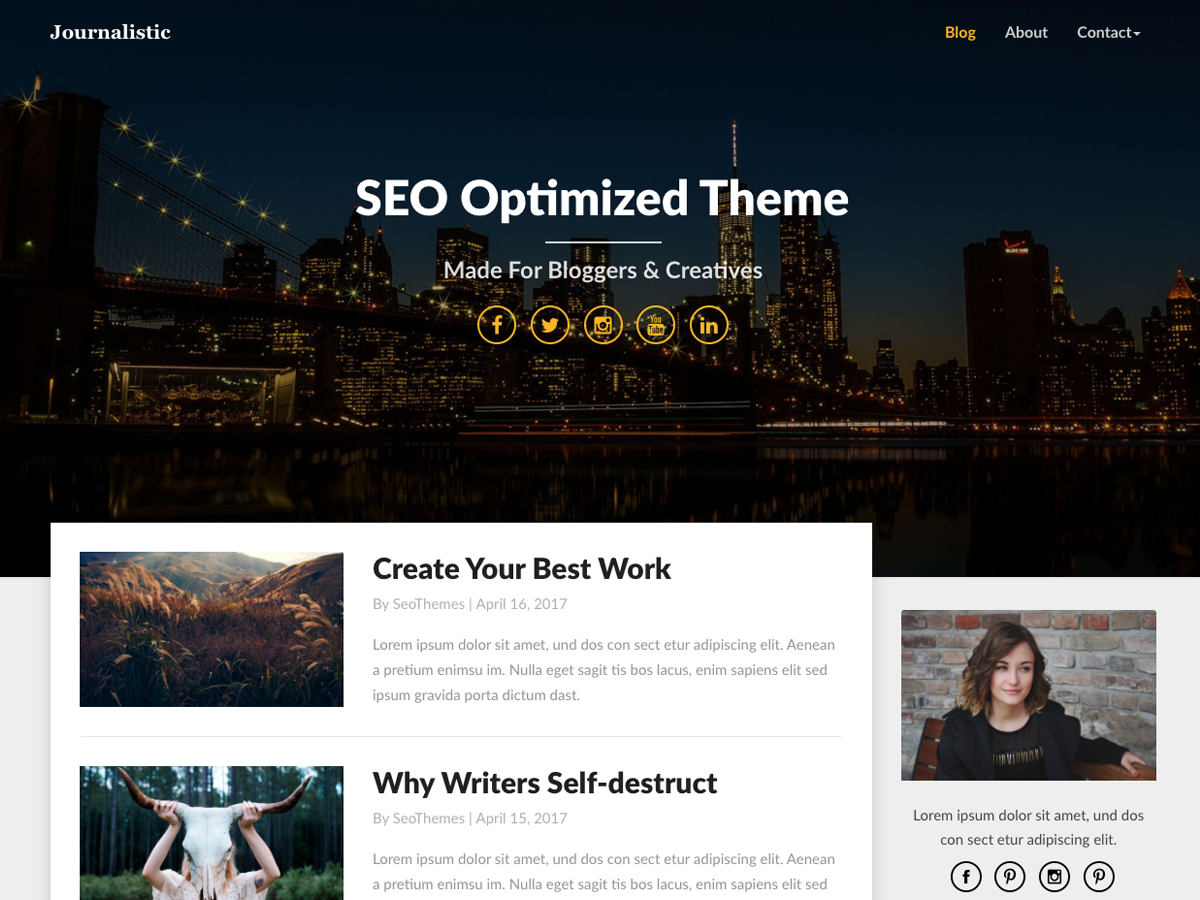 Journalistic
Blog About Contact
SEO Optimized Theme
Made For Bloggers & Creatives
You
Tube
Create Your Best Work
By SeoThemes | April 16, 2017
Lorem ipsum dolor sit amet, und dos con sect etur adipiscing elit. Aenean
a pretium enimsu im. Nulla eget sagit tis bos lacus, enim sapiens elit sed
ipsum gravida porta dictum dast.
Why Writers Self-destruct
By SeoThemes | April 15, 2017
Lorem ipsum dolor sit amet, und dos con sect etur adipiscing elit. Aenean
a pretium enimsu im. Nulla eget sagit tis bos lacus, enim sapiens elit sed
Lorem ipsum dolor sit amet, und dos
con sect etur adipiscing elit.